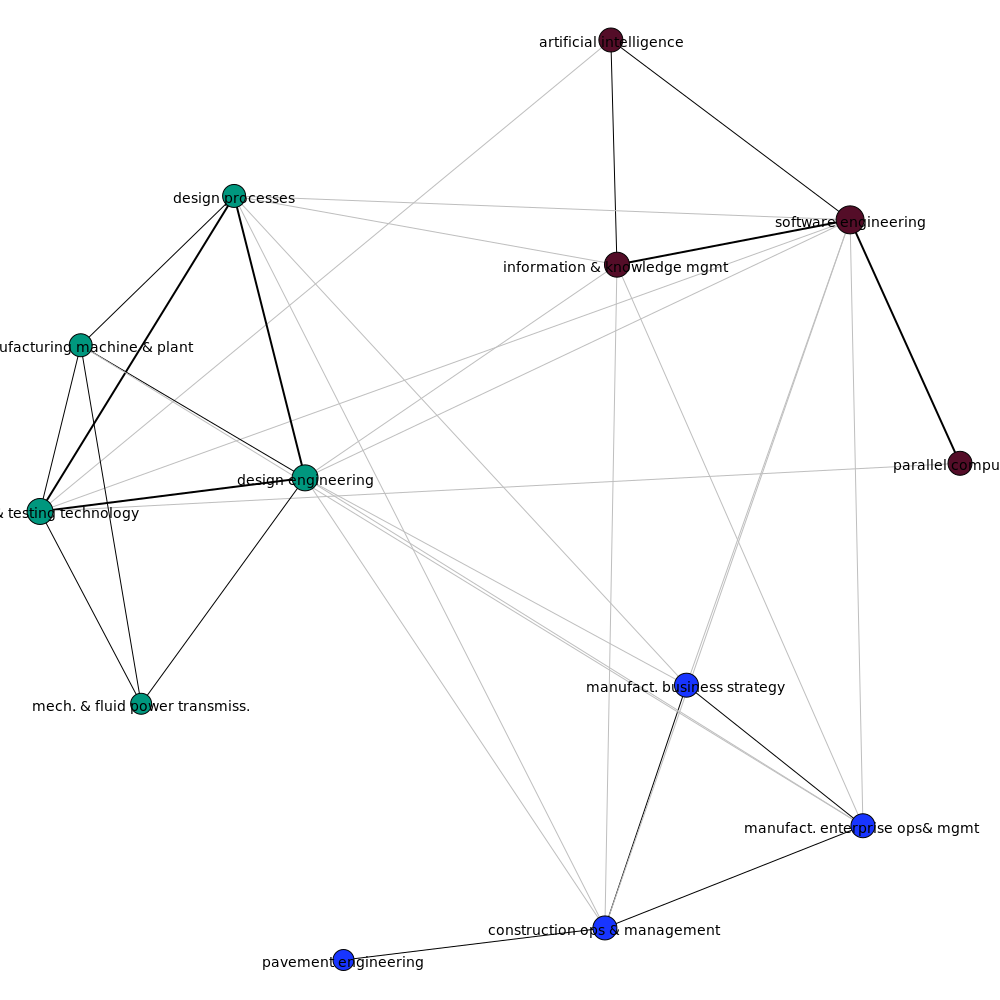 artificial intelligence
design processes
software engineering
information & knowledge mgmt
ufacturing machine & plant
parallel compu
design engineering
& testing technology
manufact. business strategy
mech. & fluid power transmiss.
manufact. enterprise ops& mgmt
construction ops & management
pavement engineering